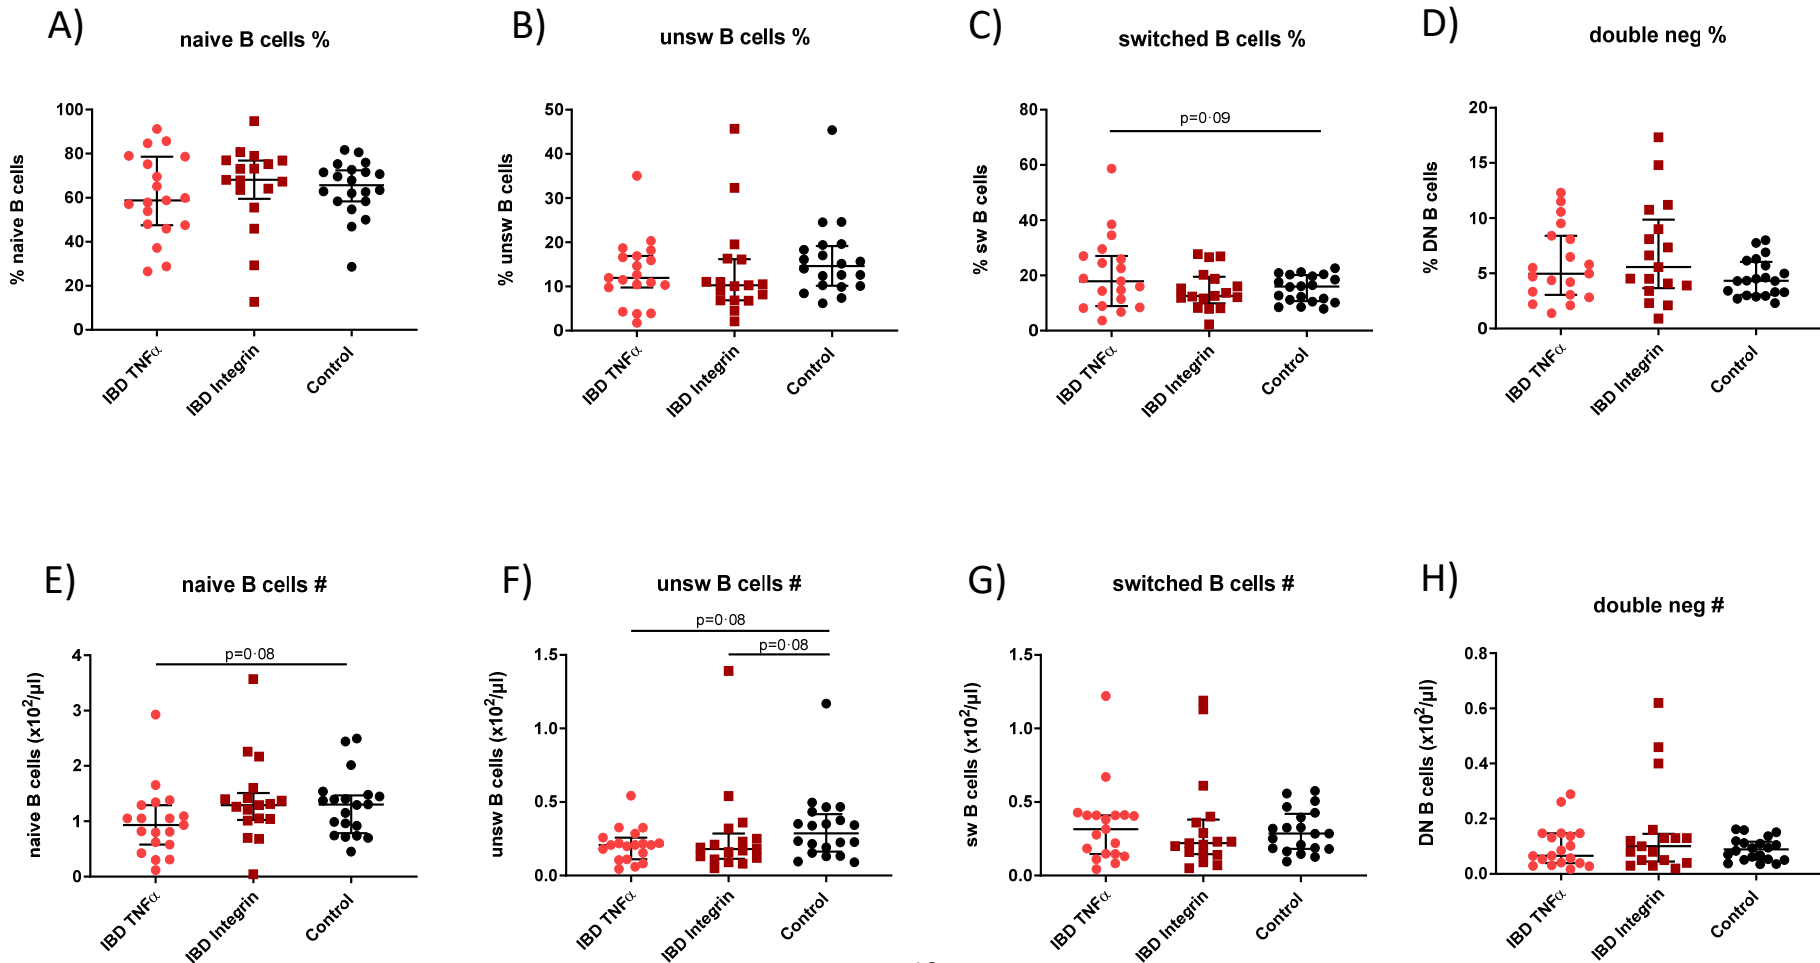 A)
naive B cells %
% naive B cells
100
80
60
40
20
0
IBD TNFα
IBD Integrin
Control
B)
unsw B cells %
% unsw B cells
50
40
30
20
10
0
IBD TNFα
IBD Integrin
Control
C)
switched B cells %
% sw B cells
80
60
40
20
0
p=0·09
IBD TNFα
IBD Integrin
Control
D)
double neg %
% DN B cells
20
15
10
5
0
IBD TNFα
IBD Integrin
Control
E)
naive B cells #
naive B cells (x10²/µl)
4
3
2
1
0
p=0·08
IBD TNFα
IBD Integrin
Control
F)
unsw B cells #
unsw B cells (x10²/µl)
p=0·08
p=0·08
1.5
1.0
0.5
0.0
IBD TNFα
IBD Integrin
Control
G)
switched B cells #
sw B cells (x10²/µl)
1.5
1.0
0.5
0.0
IBD TNFα
IBD Integrin
Control
H)
double neg #
DN B cells (x10²/µl)
0.8
0.6
0.4
0.2
0.0
IBD TNFα
IBD Integrin
Control